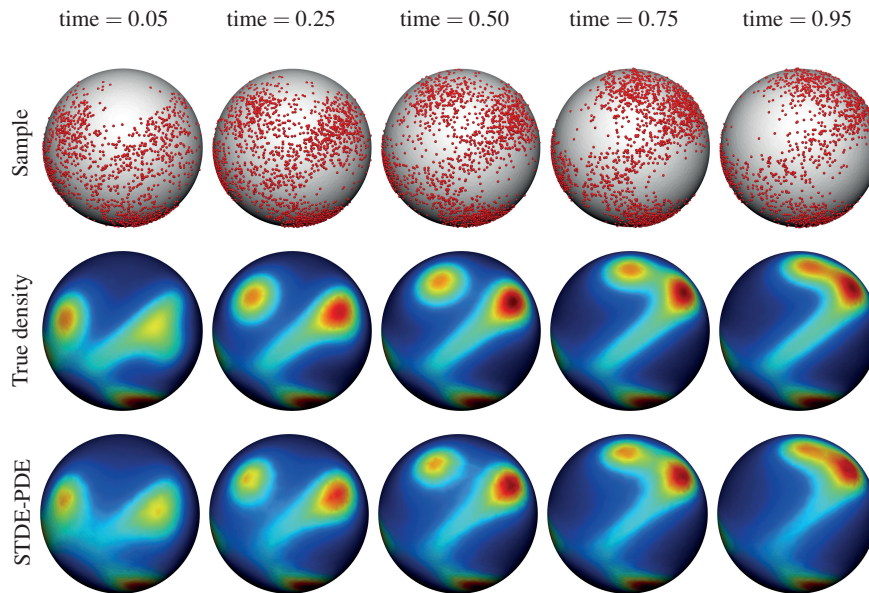 time = 0.05 time = 0.25 time = 0.50 time = 0.75 time = 0.95
Sample
True density
STDE-PDE